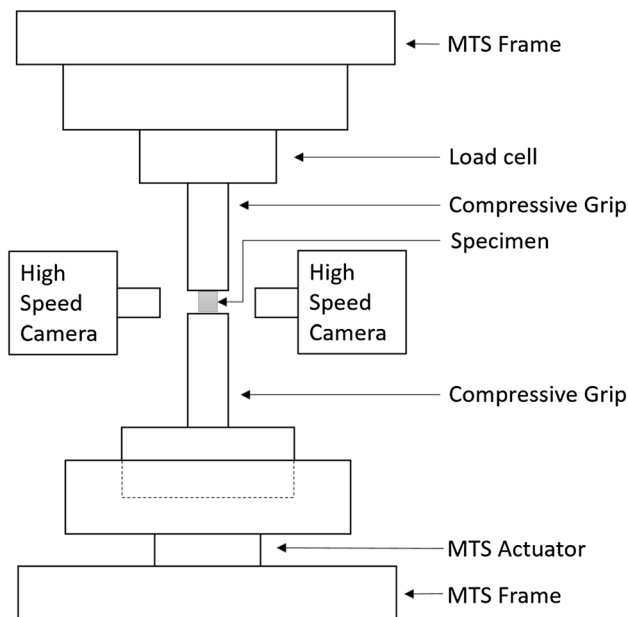 MTS Frame
Load cell
Compressive Grip
Specimen
High
Speed
Camera
High
Speed
Camera
Compressive Grip
MTS Actuator
MTS Frame